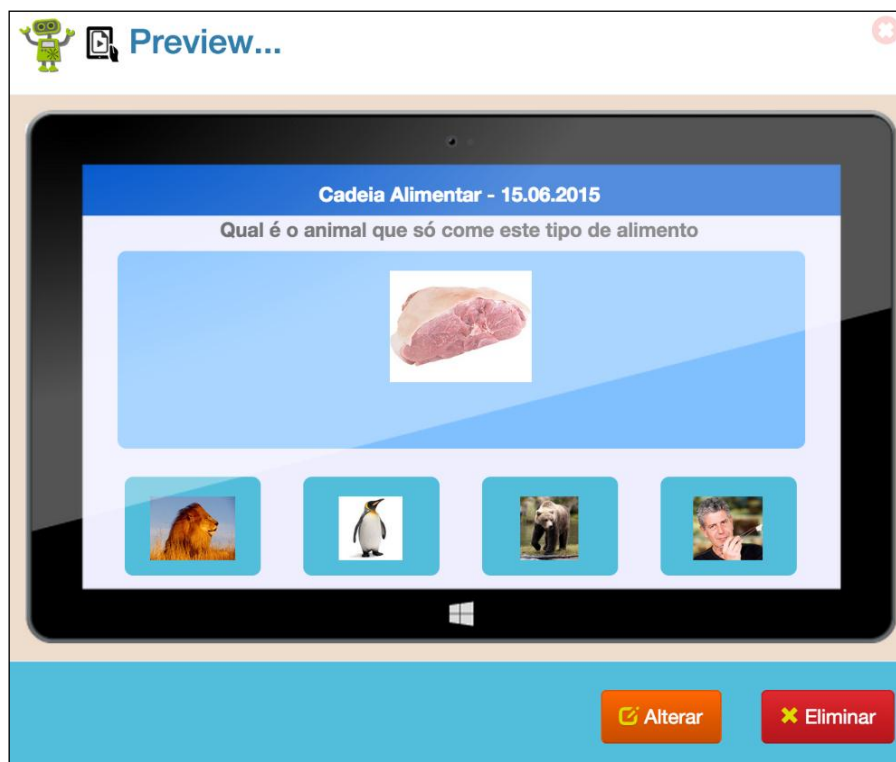 Preview...
Cadeia Alimentar - 15.06.2015
Qual é o animal que só come este tipo de alimento
Alterar
Eliminar